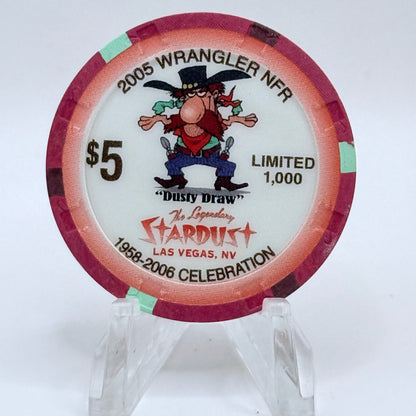 2005 WRANGLER NFR
$5
LIMITED
1,000
"Dusty Draw"
The Legendary
STARDUST
LAS VEGAS, NV
1958-2006 CELEBRATION